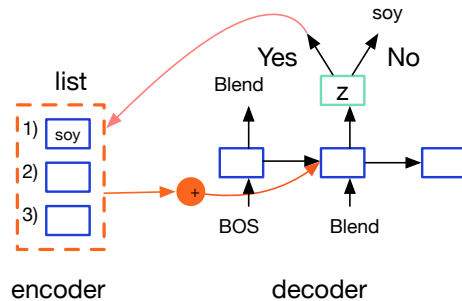 soy
Yes No
list
Blend
z
1) soy
2)
3)
+
BOS
Blend
encoder
decoder